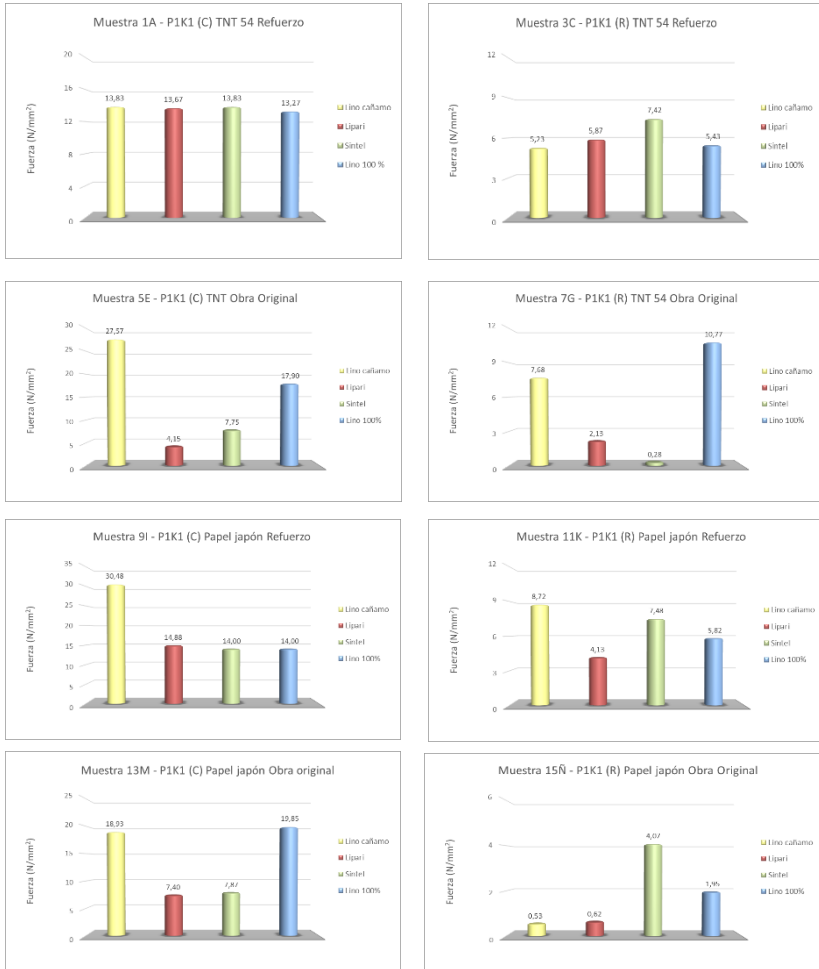 Muestra 1A - P1K1 (C) TNT 54 Refuerzo
Fuerza (N/mm²)
20
16
12
8
4
0
13,83
13,67
13,83
13,27
Lino cañamo
Lipari
Sintel
Lino 100 %
Muestra 3C - P1K1 (R) TNT 54 Refuerzo
Fuerza (N/mm²)
12
9
6
3
0
5,23
5,87
7,42
5,43
Lino cañamo
Lipari
Sintel
Lino 100%
Muestra 5E - P1K1 (C) TNT Obra Original
Fuerza (N/mm²)
30
25
20
15
10
5
0
27,57
4,15
7,75
17,90
Lino cañamo
Lipari
Sintel
Lino 100%
Muestra 7G - P1K1 (R) TNT 54 Obra Original
Fuerza (N/mm²)
12
9
6
3
0
7,68
2,13
0,28
10,77
Lino cañamo
Lipari
Sintel
Lino 100%
Muestra 9I - P1K1 (C) Papel japón Refuerzo
Fuerza (N/mm²)
35
30
25
20
15
10
5
0
30,48
14,88
14,00
14,00
Lino cañamo
Lipari
Sintel
Lino 100%
Muestra 11K - P1K1 (R) Papel japón Refuerzo
Fuerza (N/mm²)
12
9
6
3
0
8,72
4,13
7,48
5,82
Lino cañamo
Lipari
Sintel
Lino 100%
Muestra 13M - P1K1 (C) Papel japón Obra original
Fuerza (N/mm²)
25
20
15
10
5
0
18,93
7,40
7,87
19,85
Lino cañamo
Lipari
Sintel
Lino 100%
Muestra 15Ñ - P1K1 (R) Papel japón Obra Original
Fuerza (N/mm²)
6
4
2
0
0,53
0,62
4,07
1,95
Lino cañamo
Lipari
Sintel
Lino 100%